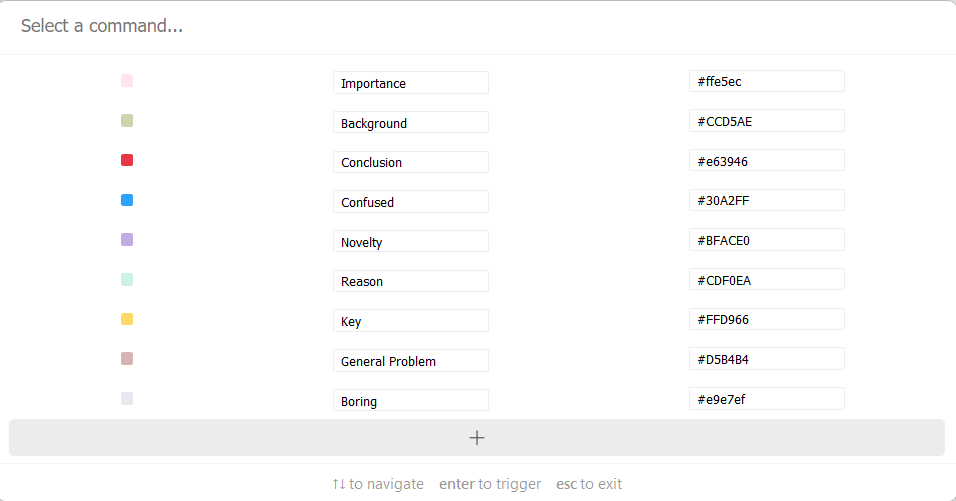 Select a command...
Importance #ffe5ec
Background #CCD5AE
Conclusion #e63946
Confused #30A2FF
Novelty #BFACE0
Reason #CDF0EA
Key #FFD966
General Problem #D5B4B4
Boring #e9e7ef
+
↑↓ to navigate enter to trigger esc to exit